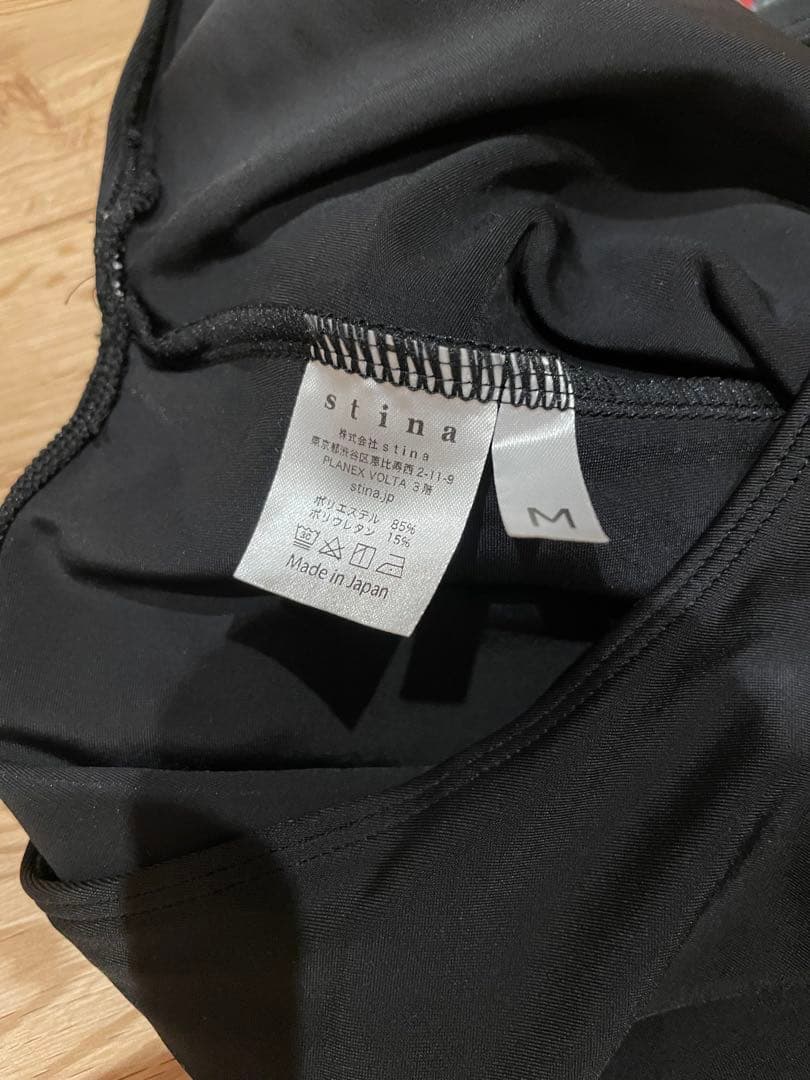 stina
株式会社stina
東京都渋谷区恵比寿西2-11-9
PLANEX VOLTA 3階
stina.jp
ポリエステル 85%
ポリウレタン 15%
30
Made in Japan
M